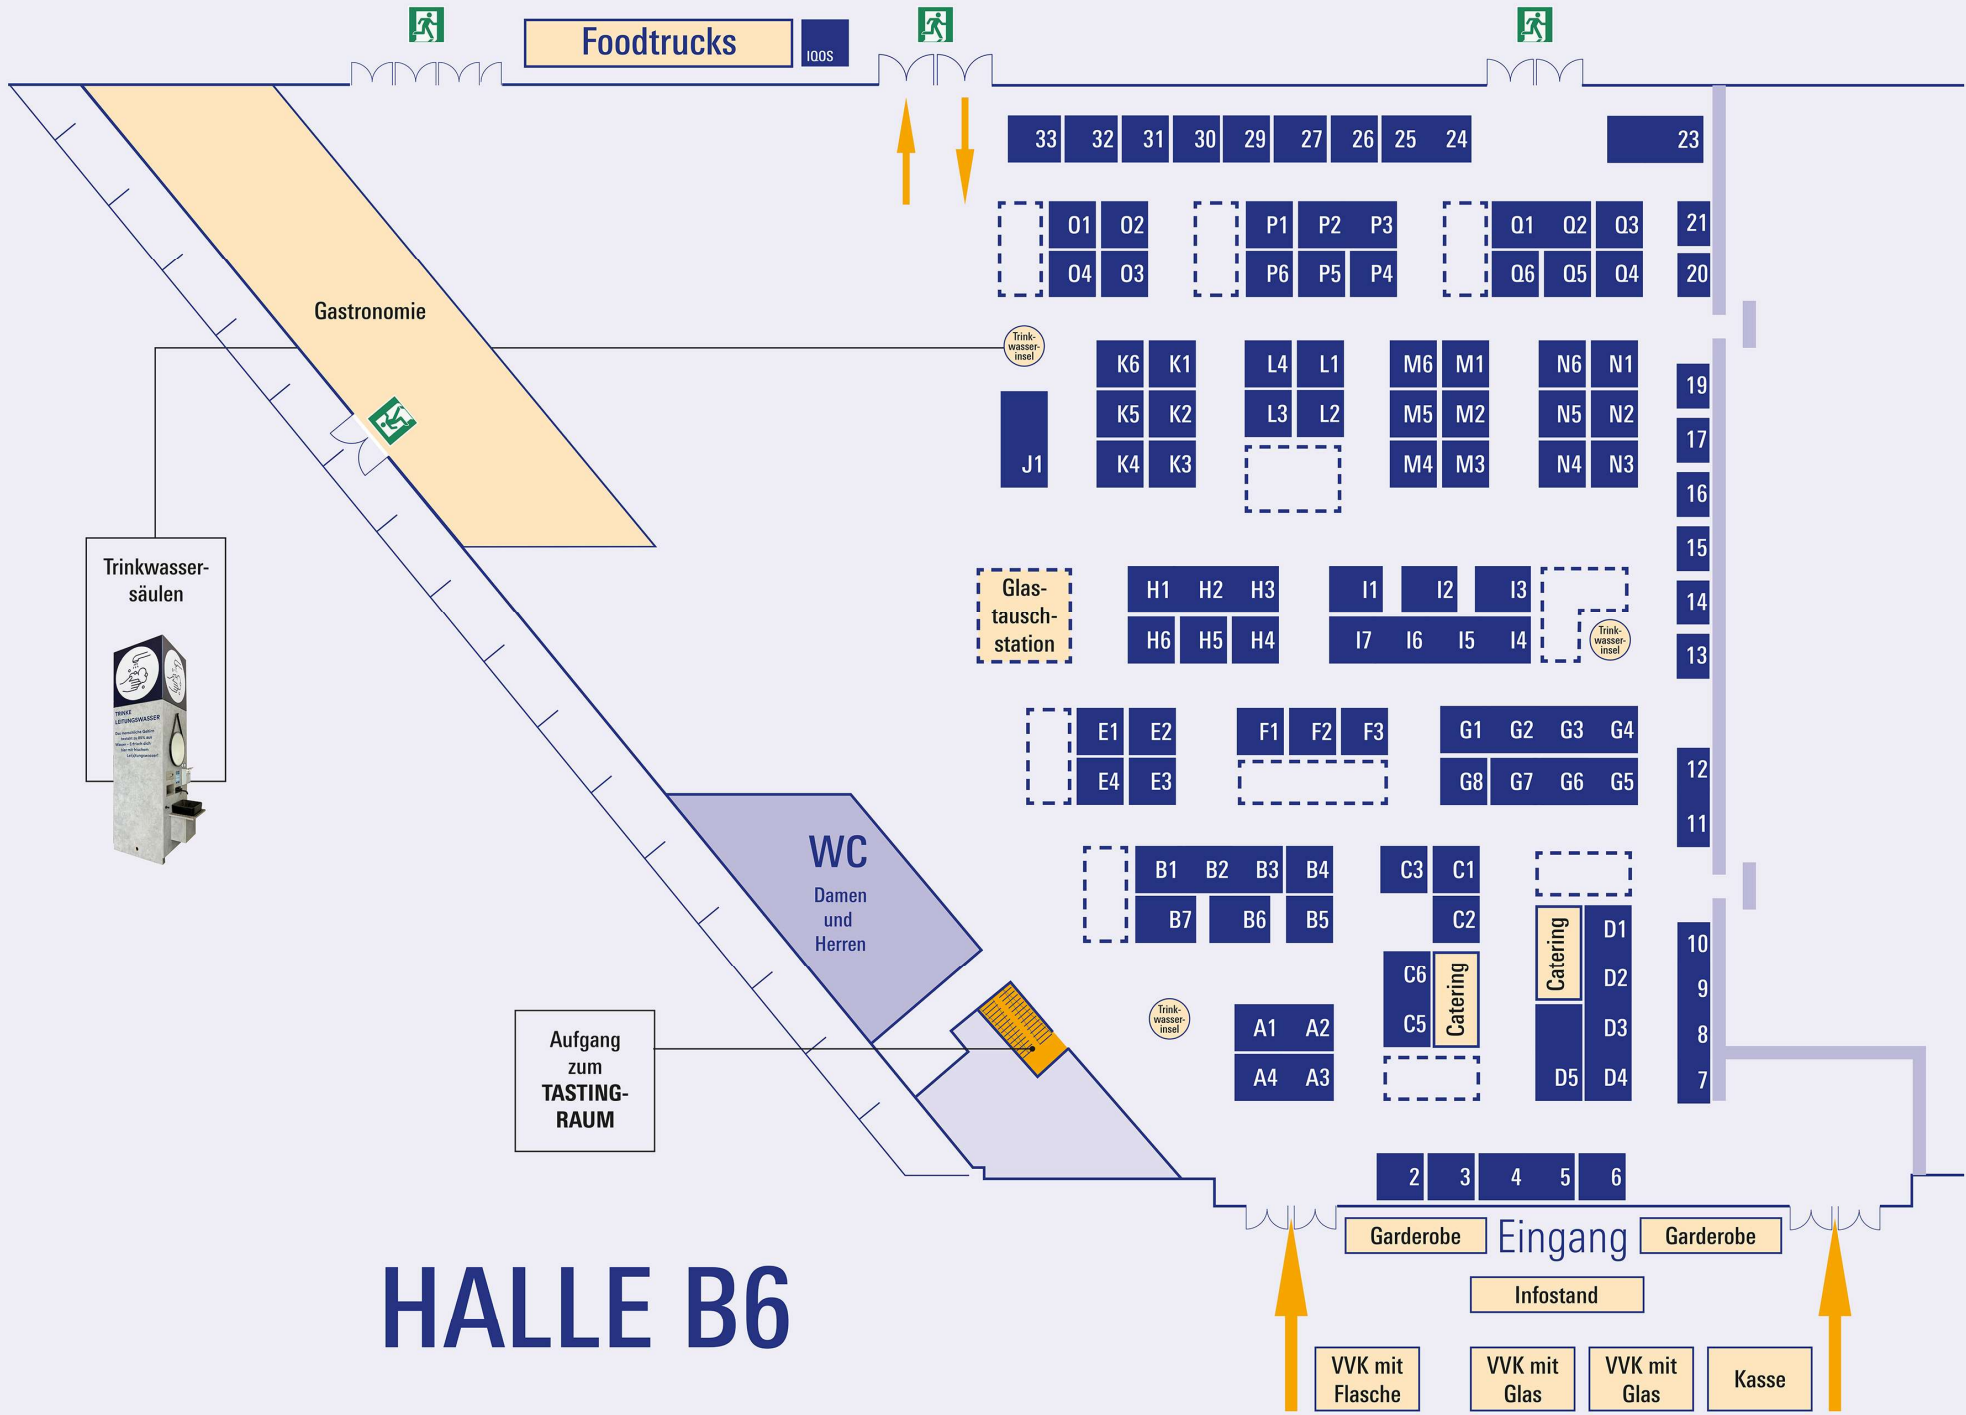 Foodtrucks
IQOS
33 32 31 30 29 27 26 25 24
23
O1 O2
P1 P2 P3
Q1 Q2 Q3
21
O4 O3
P6 P5 P4
Q6 Q5 Q4
20
Gastronomie
Trink-
wasser-
insel
K6 K1
L4 L1
M6 M1
N6 N1
19
K5 K2
L3 L2
M5 M2
N5 N2
17
J1
K4 K3
M4 M3
N4 N3
16
15
Trinkwasser-
säulen
TRINKE
LEITUNGSWASSER
Glas-
tausch-
station
H1 H2 H3
I1 I2 I3
14
H6 H5 H4
I7 I6 I5 I4
Trink-
wasser-
insel
13
E1 E2
F1 F2 F3
G1 G2 G3 G4
E4 E3
G8 G7 G6 G5
12
11
WC
Damen
und
Herren
B1 B2 B3 B4
C3 C1
B7 B6 B5
C2
Catering
D1
10
C6
Catering
D2
9
Trink-
wasser-
insel
A1 A2
C5
D3
8
A4 A3
D5 D4
7
Aufgang
zum
TASTING-
RAUM
2 3 4 5 6
Garderobe
Eingang
Garderobe
Infostand
HALLE B6
VVK mit
Flasche
VVK mit
Glas
VVK mit
Glas
Kasse